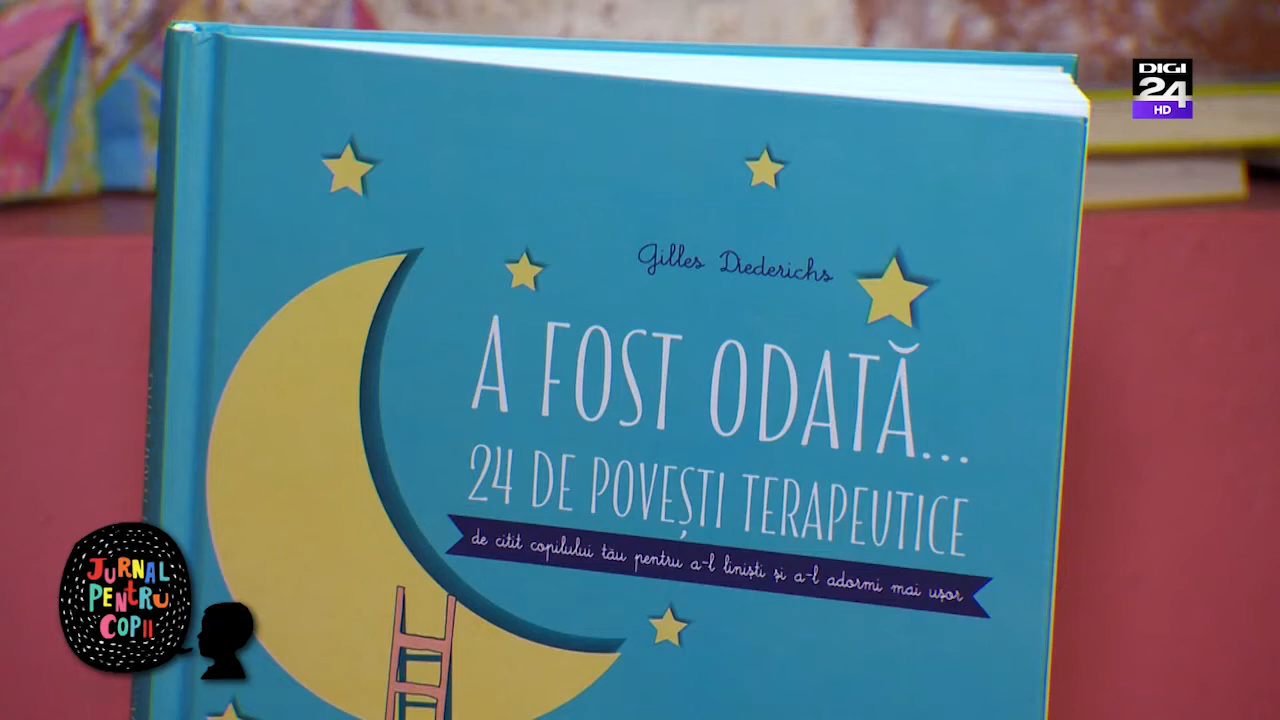 DIGI
24
HD
Gilles Diederichs
A FOST ODATĂ...
24 DE POVEȘTI TERAPEUTICE
de citit copilului tău pentru a-l liniști și a-l adormi mai ușor
JURNAL
PENTRU
COPII